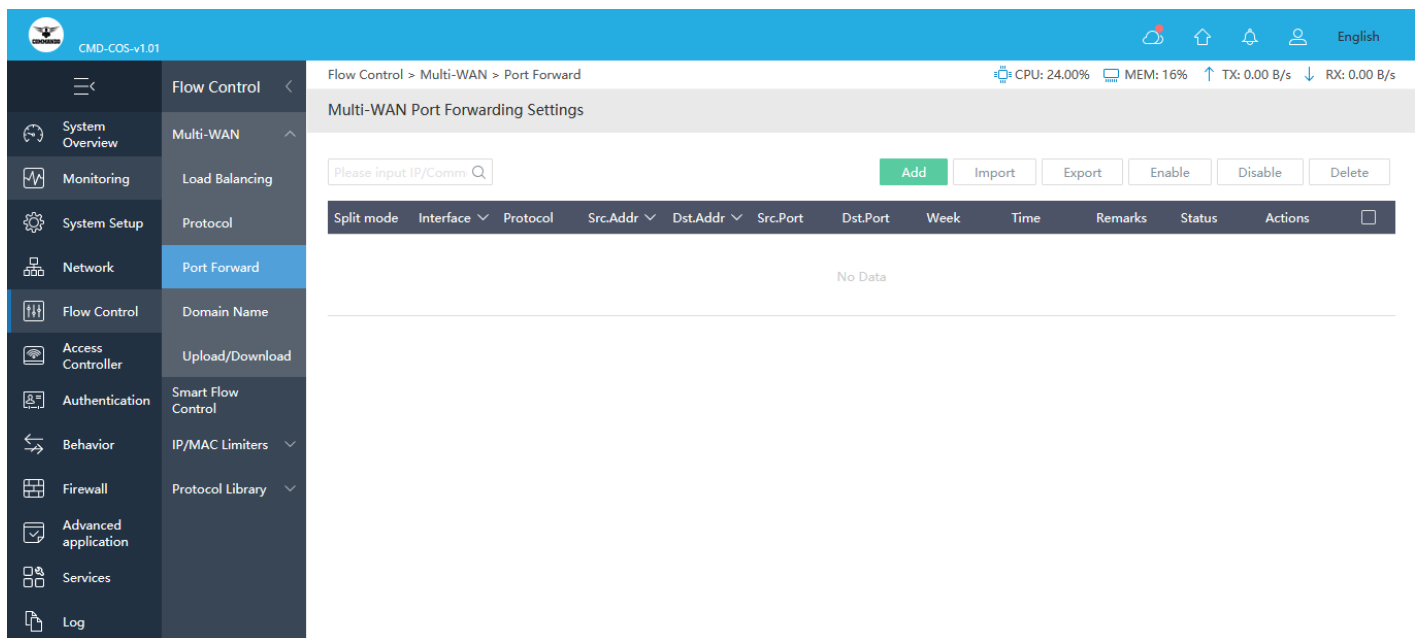 COMMANDO
CMD-COS-v1.01
English
Flow Control
Flow Control > Multi-WAN > Port Forward
CPU: 24.00%
MEM: 16%
TX: 0.00 B/s
RX: 0.00 B/s
Multi-WAN Port Forwarding Settings
System
Overview
Monitoring
System Setup
Network
Flow Control
Access
Controller
Authentication
Behavior
Firewall
Advanced
application
Services
Log
Multi-WAN
Load Balancing
Protocol
Port Forward
Domain Name
Upload/Download
Smart Flow
Control
IP/MAC Limiters
Protocol Library
Please input IP/Comm
Add
Import
Export
Enable
Disable
Delete
Split mode Interface Protocol Src.Addr Dst.Addr Src.Port Dst.Port Week Time Remarks Status Actions
No Data